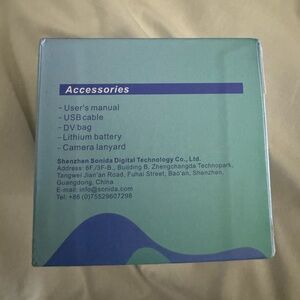 Accessories
- User's manual
- USB cable
- DV bag
- Lithium battery
- Camera lanyard
Shenzhen Sonida Digital Technology Co., Ltd.
Address: 6F./3F-B., Building B, Zhengchangda Technopark,
Tangwei Jian'an Road, Fuhai Street, Bao'an, Shenzhen,
Guangdong, China
E-mail: info@sonida.com
Tel: +86 (0)75529607298